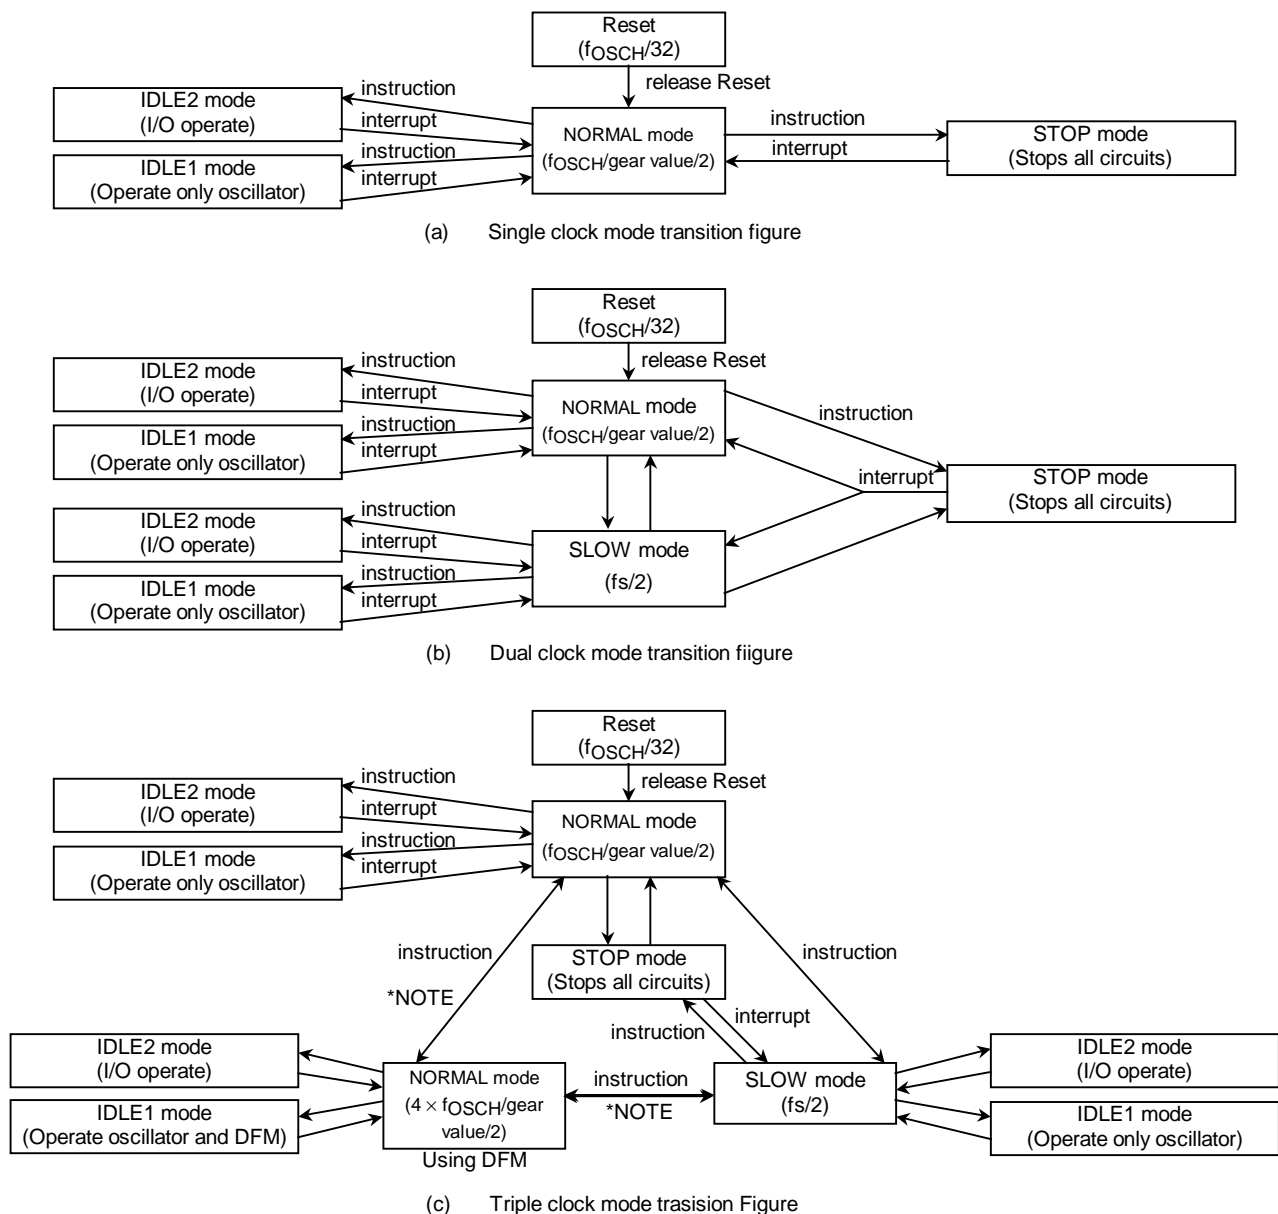 Reset
(fOSCH/32)
release Reset
IDLE2 mode
(I/O operate)
instruction
interrupt
IDLE1 mode
(Operate only oscillator)
instruction
interrupt
NORMAL mode
(fOSCH/gear value/2)
instruction
interrupt
STOP mode
(Stops all circuits)
(a) Single clock mode transition figure
Reset
(fOSCH/32)
release Reset
IDLE2 mode
(I/O operate)
instruction
interrupt
IDLE1 mode
(Operate only oscillator)
instruction
interrupt
NORMAL mode
(fOSCH/gear value/2)
instruction
interrupt
STOP mode
(Stops all circuits)
IDLE2 mode
(I/O operate)
instruction
interrupt
IDLE1 mode
(Operate only oscillator)
instruction
interrupt
SLOW mode
(fs/2)
(b) Dual clock mode transition fiigure
Reset
(fOSCH/32)
release Reset
IDLE2 mode
(I/O operate)
instruction
interrupt
IDLE1 mode
(Operate only oscillator)
instruction
interrupt
NORMAL mode
(fOSCH/gear value/2)
instruction
*NOTE
STOP mode
(Stops all circuits)
instruction
instruction
interrupt
IDLE2 mode
(I/O operate)
IDLE1 mode
(Operate oscillator and DFM)
NORMAL mode
(4 × fOSCH/gear
value/2)
Using DFM
instruction
*NOTE
SLOW mode
(fs/2)
IDLE2 mode
(I/O operate)
IDLE1 mode
(Operate only oscillator)
(c) Triple clock mode trasision Figure